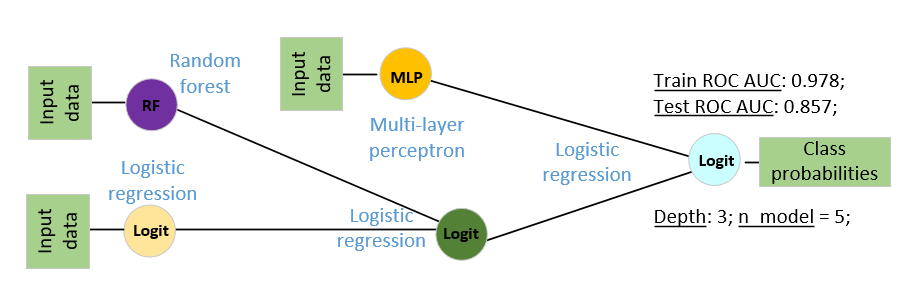 Input
data
RF
Random
forest
Input
data
MLP
Multi-layer
perceptron
Train ROC AUC: 0.978;
Test ROC AUC: 0.857;
Logistic
regression
Input
data
Logit
Logistic
regression
Logit
Logistic
regression
Logit
Class
probabilities
Depth: 3; n_model = 5;